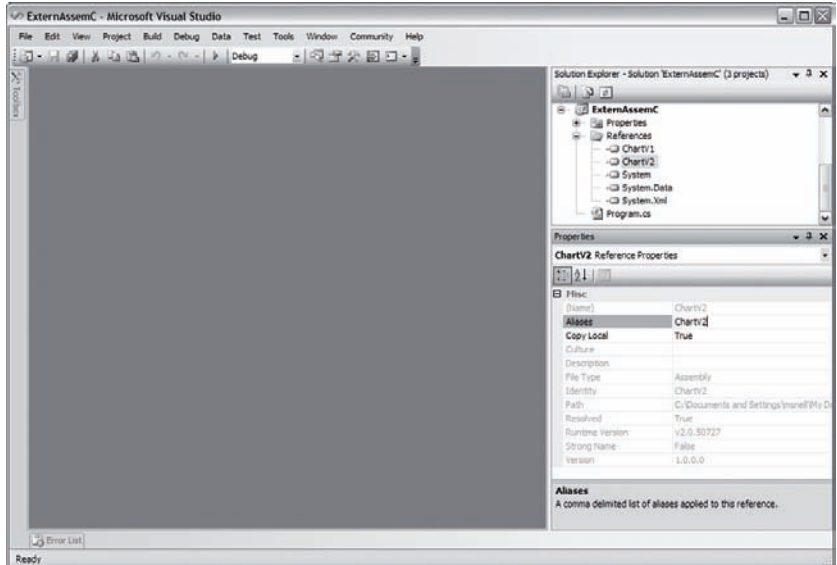 ExternAssemC - Microsoft Visual Studio
File Edit View Project Build Debug Data Test Tools Window Community Help
Debug
Toolbox
Solution Explorer - Solution 'ExternAssemC' (3 projects)
ExternAssemC
Properties
References
ChartV1
ChartV2
System
System.Data
System.Xml
Program.cs
Properties
ChartV2 Reference Properties
Misc
(Name) ChartV2
Aliases ChartV2
Copy Local True
Culture
Description
File Type Assembly
Identity ChartV2
Path C:\Documents and Settings\msnell\My D
Resolved True
Runtime Version v2.0.50727
Strong Name False
Version 1.0.0.0
Aliases
A comma delimited list of aliases applied to this reference.
Error List
Ready